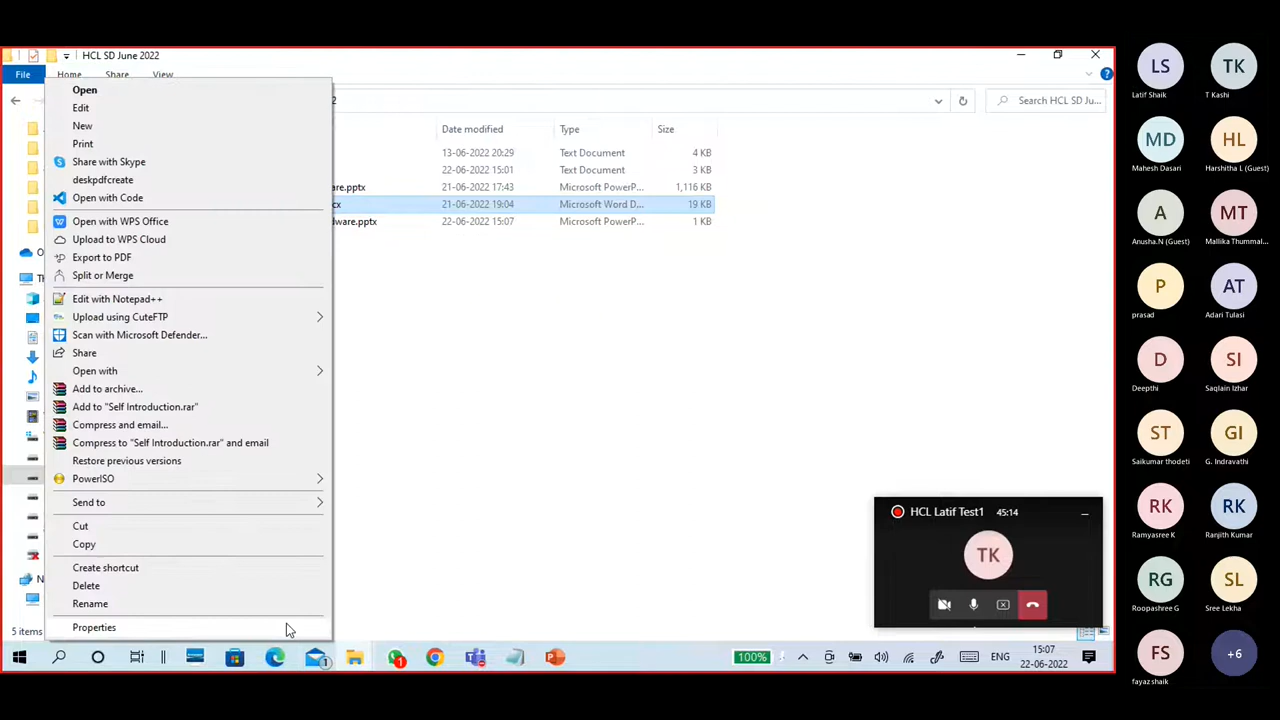 HCL SD June 2022
File
Home
Share
View
2
Search HCL SD Jun...
Date modified
Type
Size
13-06-2022 20:29
Text Document
4 KB
22-06-2022 15:01
Text Document
3 KB
are.pptx
21-06-2022 17:43
Microsoft PowerP...
1,116 KB
cx
21-06-2022 19:04
Microsoft Word D...
19 KB
dware.pptx
22-06-2022 15:07
Microsoft PowerP...
1 KB
Open
Edit
New
Print
Share with Skype
deskpdfcreate
Open with Code
Open with WPS Office
Upload to WPS Cloud
Export to PDF
Split or Merge
Edit with Notepad++
Upload using CuteFTP
Scan with Microsoft Defender...
Share
Open with
Add to archive...
Add to "Self Introduction.rar"
Compress and email...
Compress to "Self Introduction.rar" and email
Restore previous versions
PowerISO
Send to
Cut
Copy
Create shortcut
Delete
Rename
Properties
5 items
HCL Latif Test1
45:14
TK
100%
ENG
15:07
22-06-2022
1
1
LS
Latif Shaik
TK
T Kashi
MD
Mahesh Dasari
HL
Harshitha L (Guest)
A
Anusha.N (Guest)
MT
Mallika Thummal...
P
prasad
AT
Adari Tulasi
D
Deepthi
SI
Saqlain Izhar
ST
Saikumar thodeti
GI
G. Indravathi
RK
Ramyasree K
RK
Ranjith Kumar
RG
Roopashree G
SL
Sree Lekha
FS
fayaz shaik
+6